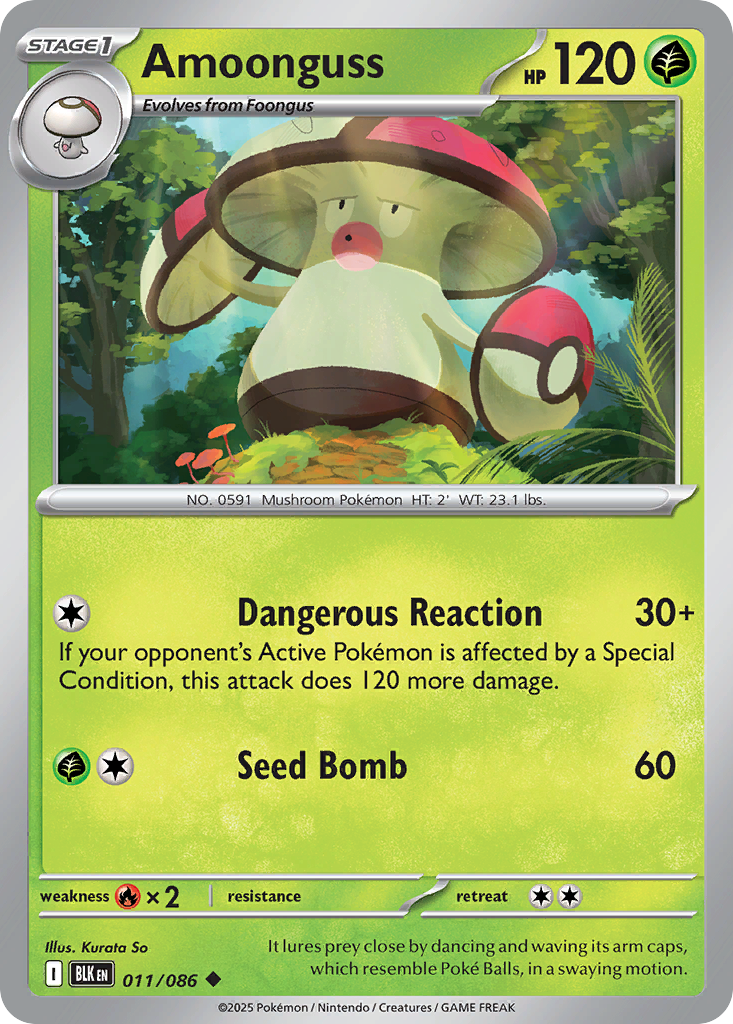 STAGE1
Amoonguss
HP 120
Evolves from Foongus
NO. 0591 Mushroom Pokémon HT: 2' WT: 23.1 lbs.
Dangerous Reaction 30+
If your opponent's Active Pokémon is affected by a Special
Condition, this attack does 120 more damage.
Seed Bomb 60
weakness ×2 resistance retreat
Illus. Kurata So
It lures prey close by dancing and waving its arm caps,
which resemble Poké Balls, in a swaying motion.
I BLK EN 011/086
©2025 Pokémon / Nintendo / Creatures / GAME FREAK